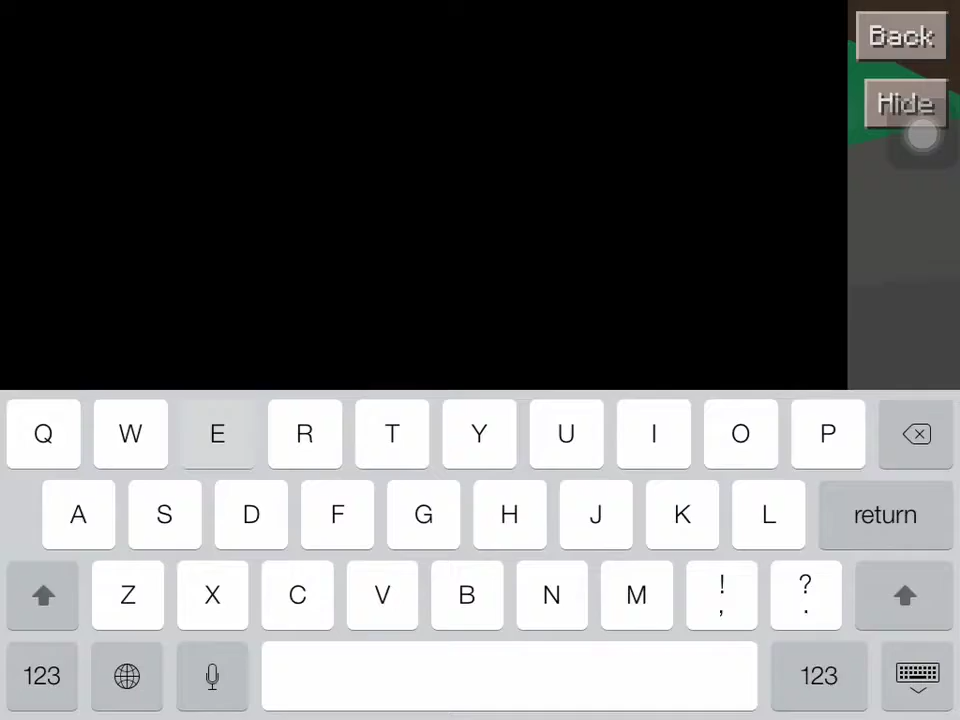 Back
Hide
Q W E R T Y U I O P
A S D F G H J K L return
Z X C V B N M ! , ? .
123 123